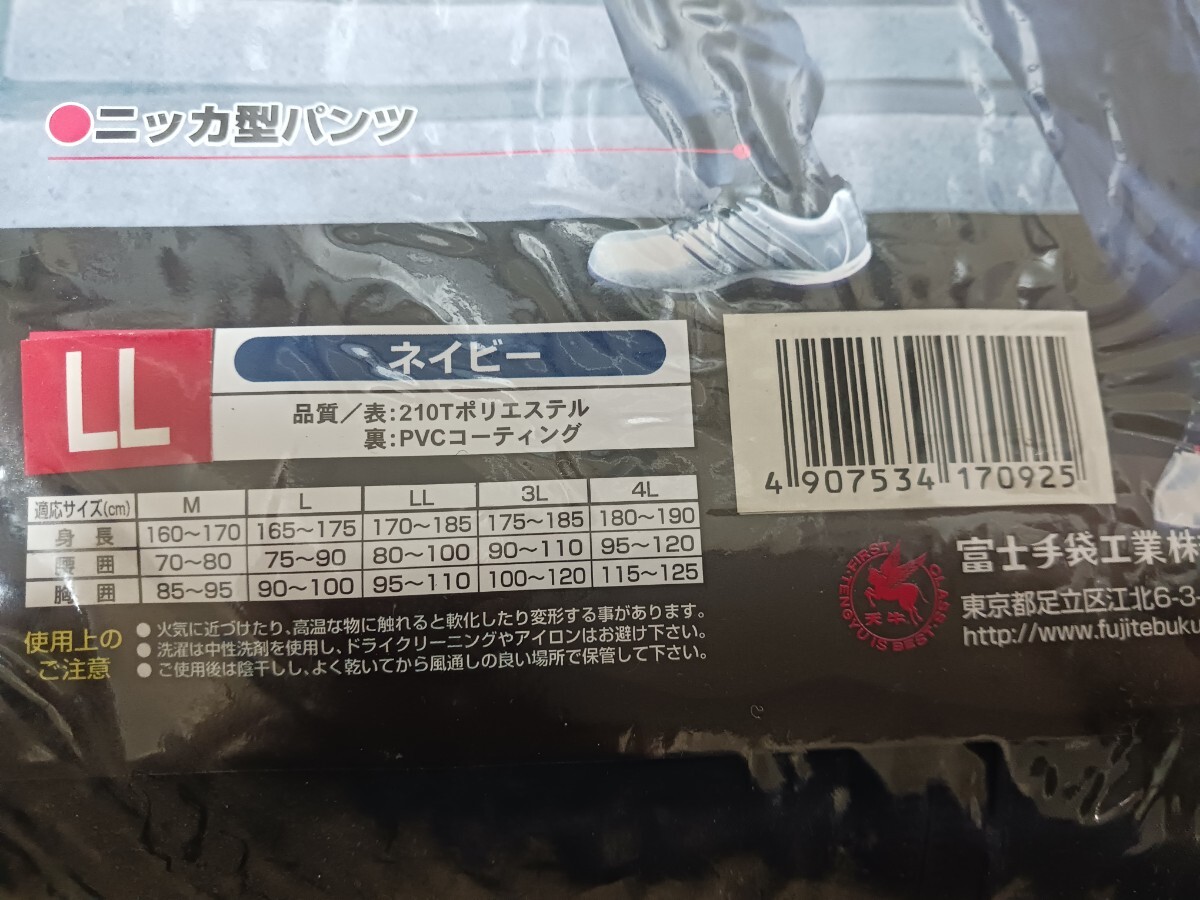 ●ニッカ型パンツ
LL
ネイビー
品質／表:210Tポリエステル
裏:PVCコーティング
4 907534 170925
適応サイズ(cm) M L LL 3L 4L
身長 160〜170 165〜175 170〜185 175〜185 180〜190
腰囲 70〜80 75〜90 80〜100 90〜110 95〜120
胸囲 85〜95 90〜100 95〜110 100〜120 115〜125
使用上の
ご注意
● 火気に近づけたり、高温な物に触れると軟化したり変形する事があります。
● 洗濯は中性洗剤を使用し、ドライクリーニングやアイロンはお避け下さい。
● ご使用後は陰干しし、よく乾いてから風通しの良い場所で保管して下さい。
FIRST CLASS
TENGYU IS BEST
天牛
富士手袋工業株
東京都足立区江北6-3
http://www.fujitebuku